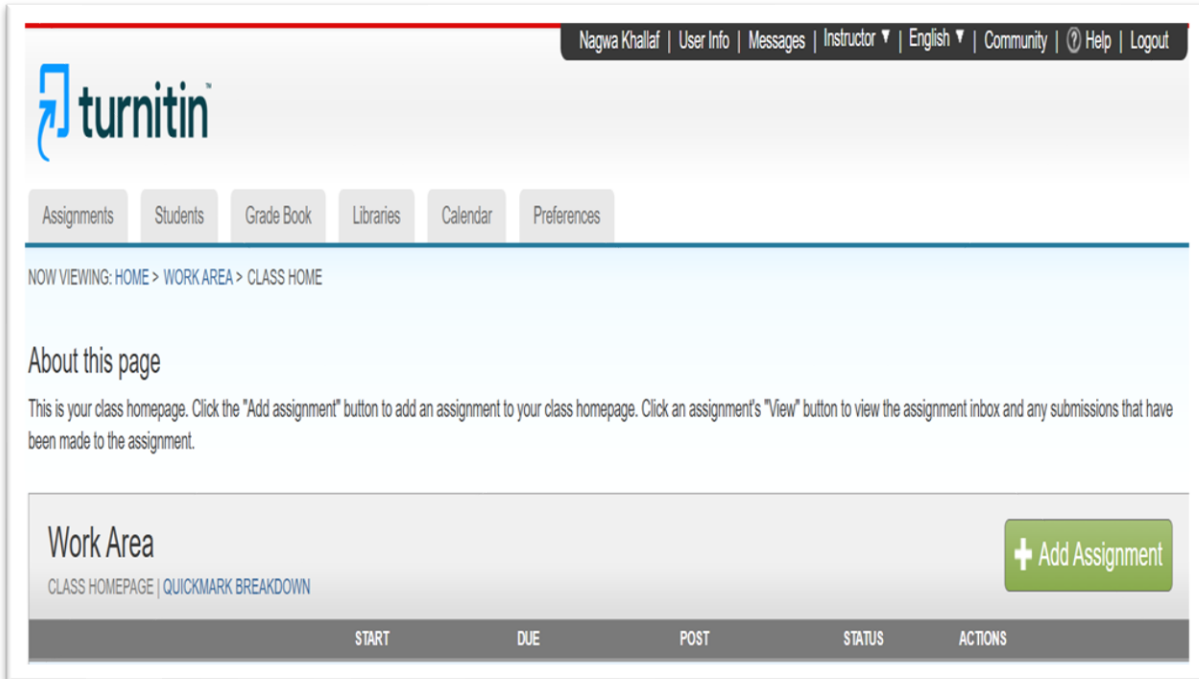 Nagwa Khallaf | User Info | Messages | Instructor ▼ | English ▼ | Community | ? Help | Logout
turnitin™
Assignments Students Grade Book Libraries Calendar Preferences
NOW VIEWING: HOME > WORK AREA > CLASS HOME
About this page
This is your class homepage. Click the "Add assignment" button to add an assignment to your class homepage. Click an assignment's "View" button to view the assignment inbox and any submissions that have
been made to the assignment.
Work Area
+ Add Assignment
CLASS HOMEPAGE | QUICKMARK BREAKDOWN
START DUE POST STATUS ACTIONS